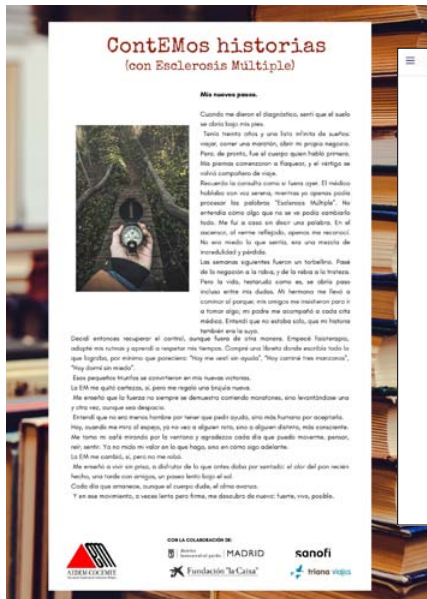 ContEMos historias
(con Esclerosis Múltiple)
Mis nuevos pasos.
Cuando me dieron el diagnóstico, sentí que el suelo
se abría bajo mis pies.
Tenía treinta años y una lista infinita de sueños:
viajar, correr una maratón, abrir mi propio negocio.
Pero, de pronto, fue el cuerpo quien habló primero.
Mis piernas comenzaron a flaquear, y el vértigo se
volvió compañero de viaje.
Recuerdo la consulta como si fuera ayer. El médico
hablaba con voz serena, mientras yo apenas podía
procesar las palabras "Esclerosis Múltiple". No
entendía cómo algo que no se ve podía cambiarlo
todo. Me fui a casa sin decir una palabra. En el
ascensor, al verme reflejado, apenas me reconocí.
No era miedo lo que sentía, era una mezcla de
incredulidad y pérdida.
Las semanas siguientes fueron un torbellino. Pasé
de la negación a la rabia, y de la rabia a la tristeza.
Pero la vida, testaruda como es, se abría paso
incluso entre mis dudas. Mi hermano me llevó a
caminar al parque; mis amigos me insistieron para ir
a tomar algo; mi padre me acompañó a cada cita
médica. Entendí que no estaba solo, que mi historia
también era la suya.
Decidí entonces recuperar el control, aunque fuera de otra manera. Empecé fisioterapia,
adapté mis rutinas y aprendí a respetar mis tiempos. Compré una libreta donde escribía todo lo
que lograba, por mínimo que pareciera: "Hoy me vestí sin ayuda", "Hoy caminé tres manzanas",
"Hoy dormí sin miedo".
Esos pequeños triunfos se convirtieron en mis nuevas victorias.
La EM me quitó certezas, sí, pero me regaló una brújula nueva.
Me enseñó que la fuerza no siempre se demuestra corriendo maratones, sino levantándose una
y otra vez, aunque sea despacio.
Entendí que no era menos hombre por tener que pedir ayuda, sino más humano por aceptarla.
Hoy, cuando me miro al espejo, ya no veo a alguien roto, sino a alguien distinto, más consciente.
Me tomo mi café mirando por la ventana y agradezco cada día que puedo moverme, pensar,
reír, sentir. Ya no mido mi valor en lo que hago, sino en cómo sigo adelante.
La EM me cambió, sí, pero no me robó.
Me enseñó a vivir sin prisa, a disfrutar de lo que antes daba por sentado: el olor del pan recién
hecho, una tarde con amigos, un paseo lento bajo el sol.
Cada día que amanece, aunque el cuerpo dude, el alma avanza.
Y en ese movimiento, a veces lento pero firme, me descubro de nuevo: fuerte, vivo, posible.
CON LA COLABORACIÓN DE:
AEDEM-COCEMFE
MADRID
sanofi
Fundación "la Caixa"
triana viajes